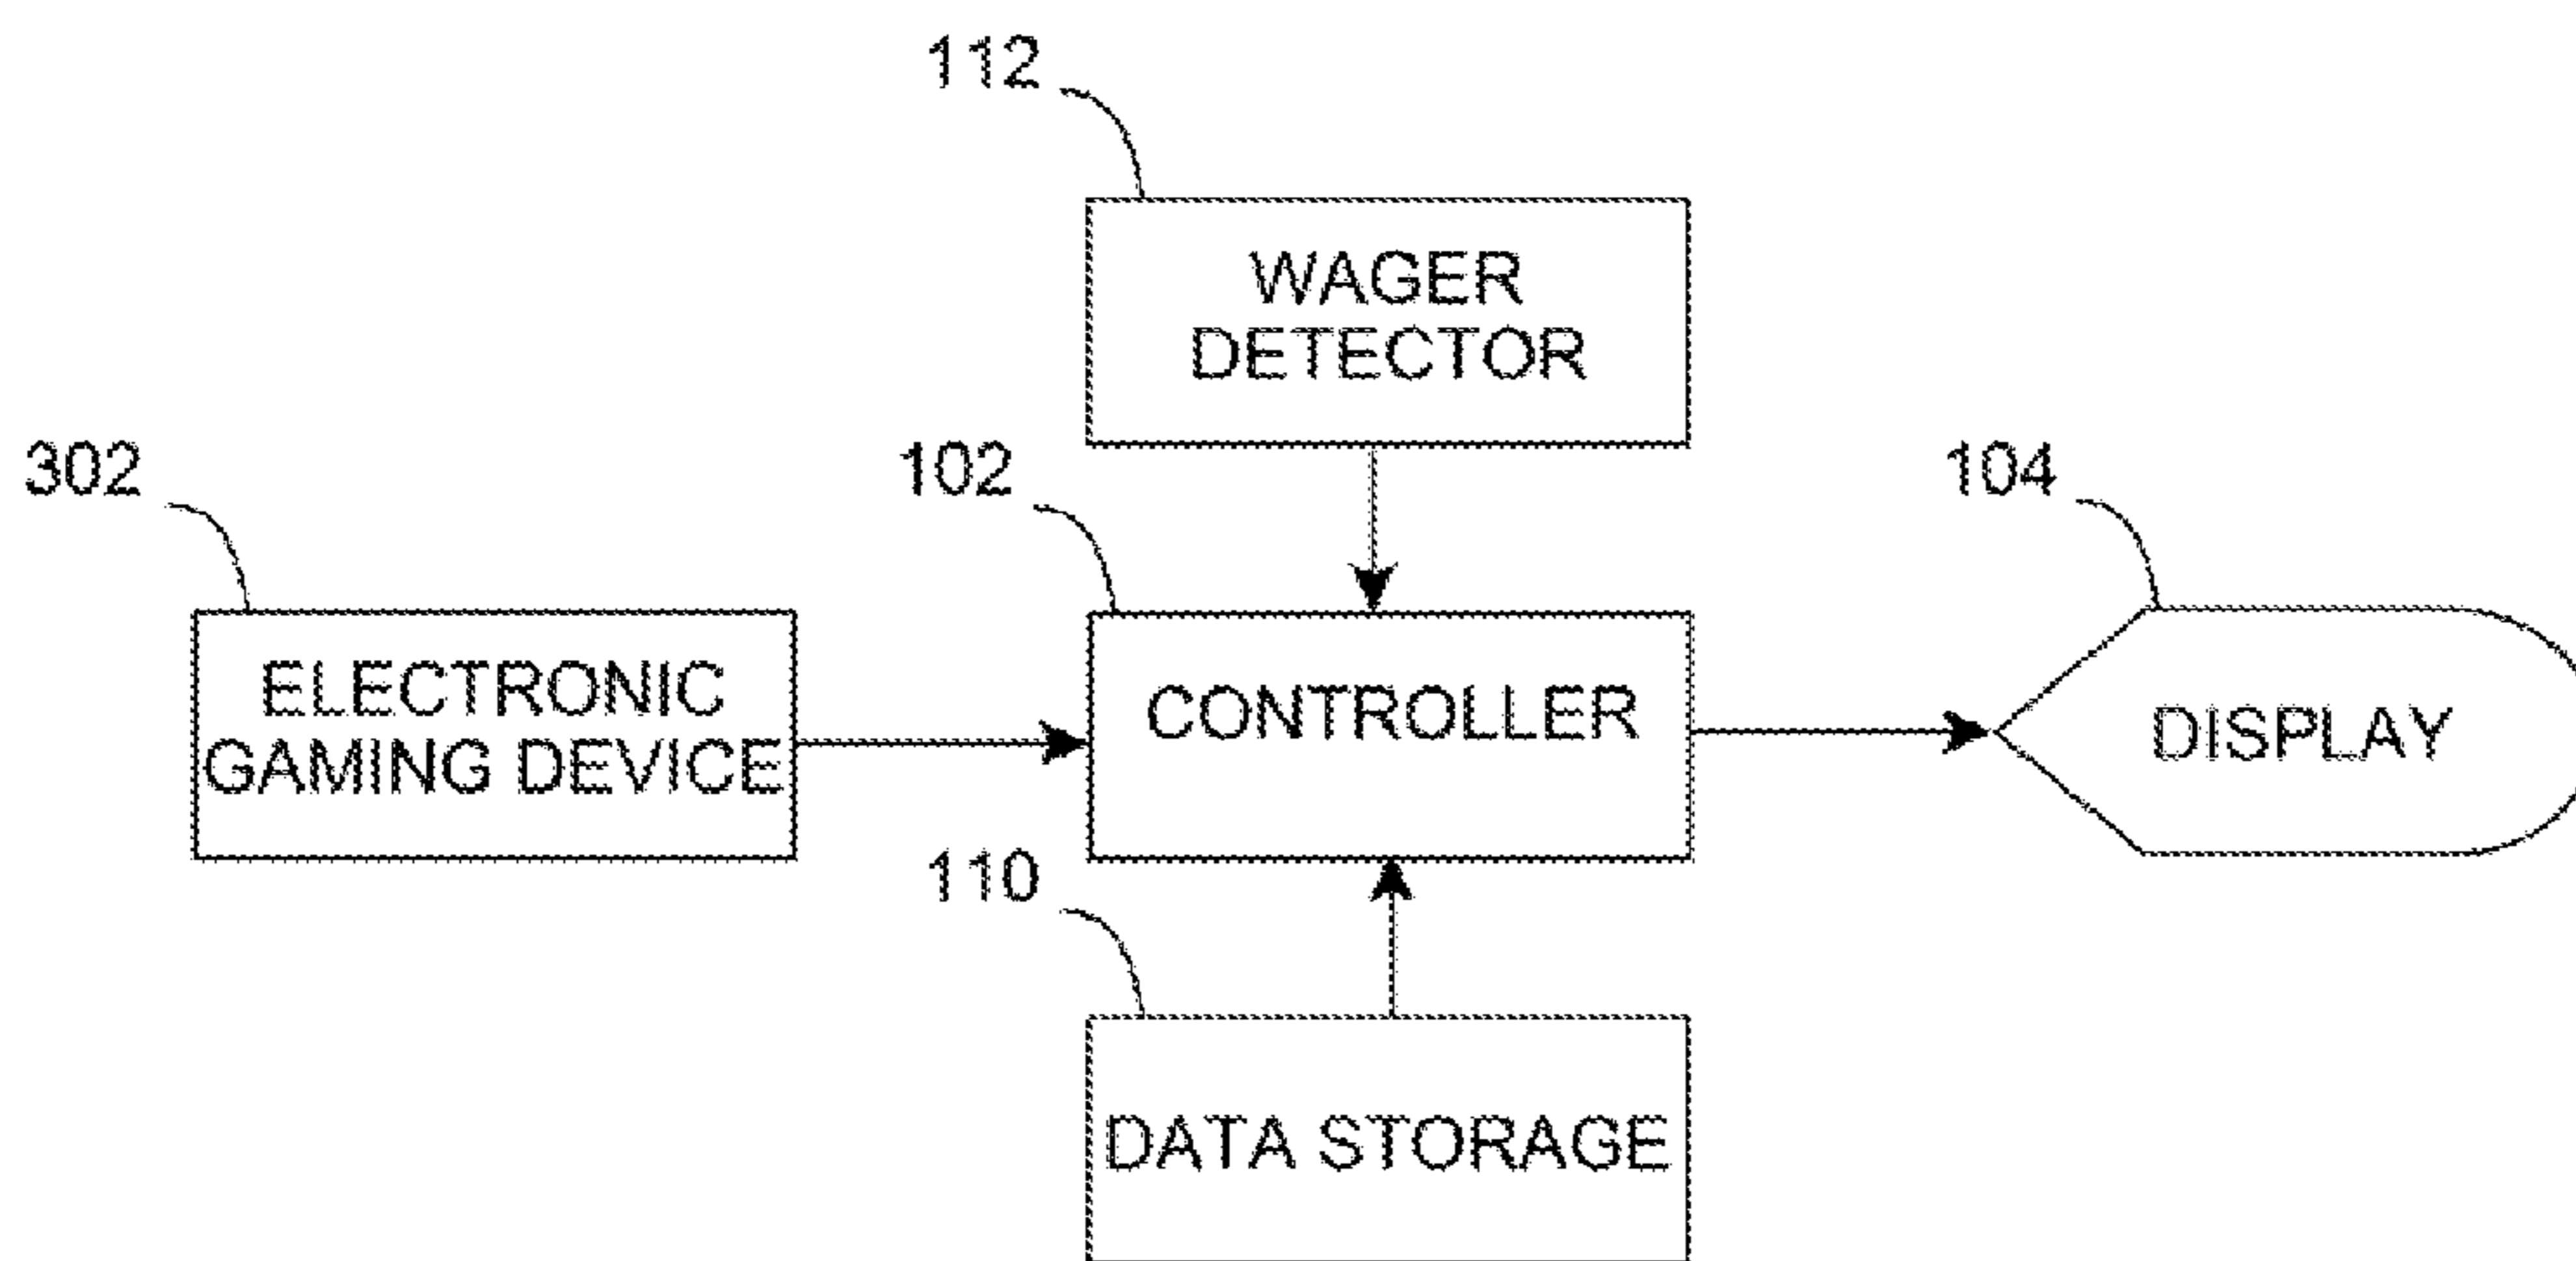 112
WAGER
DETECTOR
302
102
104
ELECTRONIC
GAMING DEVICE
CONTROLLER
DISPLAY
110
DATA STORAGE